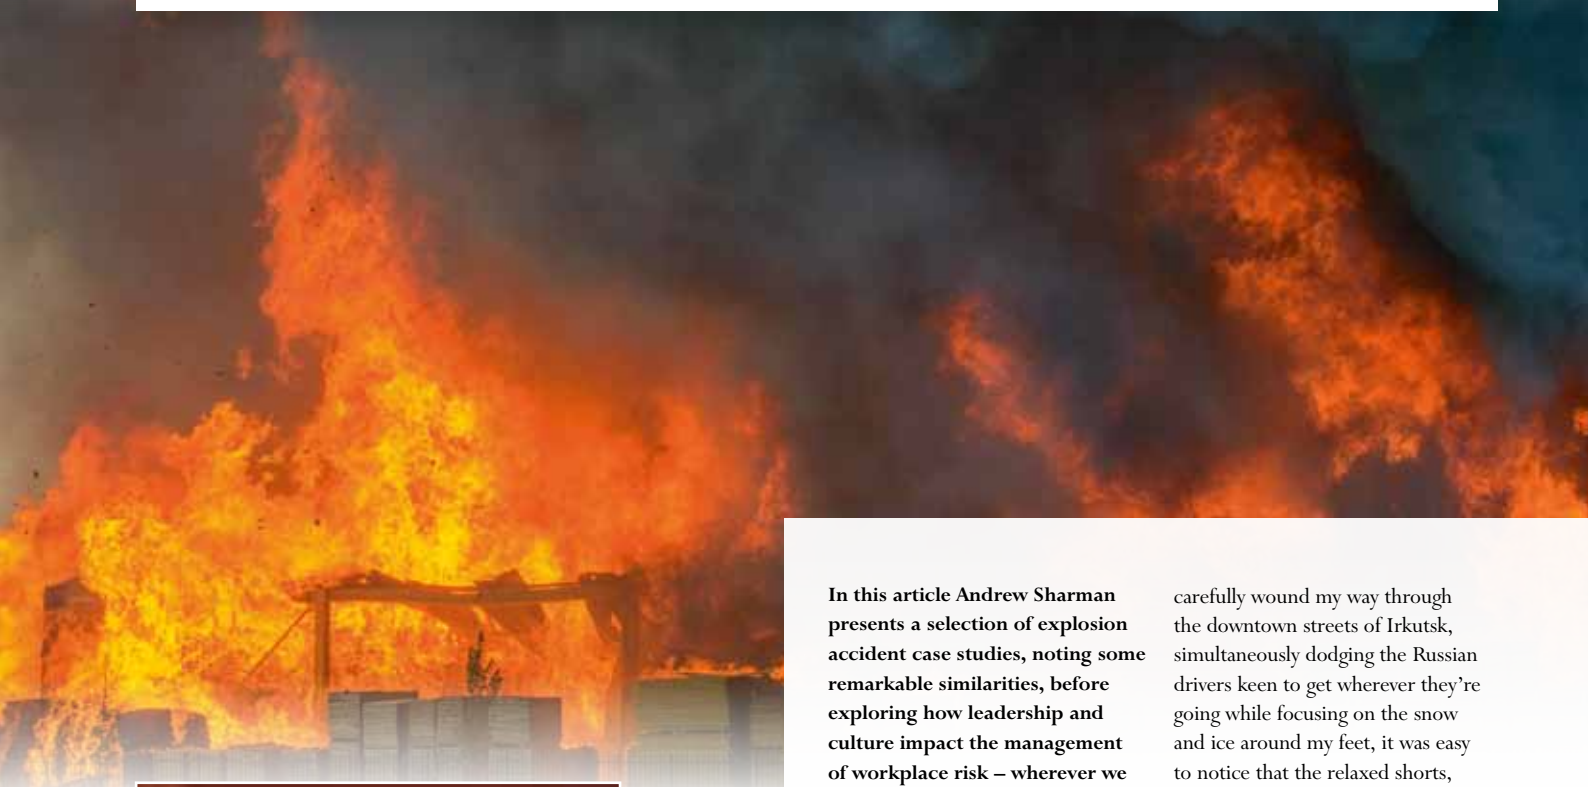 In this article Andrew Sharman
presents a selection of explosion
accident case studies, noting some
remarkable similarities, before
exploring how leadership and
culture impact the management
of workplace risk – wherever we
carefully wound my way through
the downtown streets of Irkutsk,
simultaneously dodging the Russian
drivers keen to get wherever they’re
going while focusing on the snow
and ice around my feet, it was easy
to notice that the relaxed shorts,